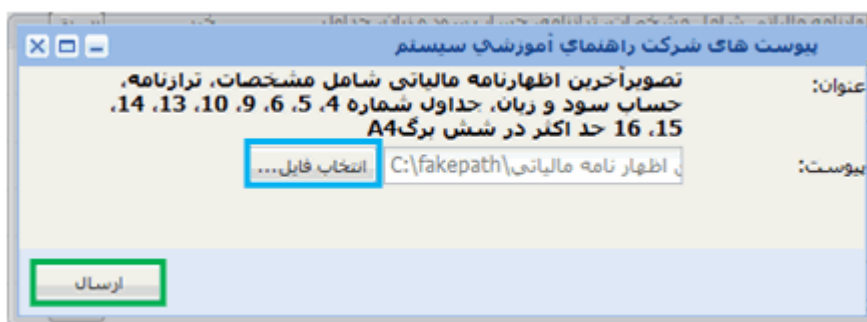 پیوست های شرکت راهنمای آموزشی سیستم
عنوان:
تصویرآخرین اظهارنامه مالیاتی شامل مشخصات، ترازنامه،
حساب سود و زیان، جداول شماره 4، 5، 6، 9، 10، 13، 14،
15، 16 حد اکثر در شش برگA4
پیوست:
C:\fakepath\ن اظهار نامه مالیاتی
انتخاب فایل...
ارسال